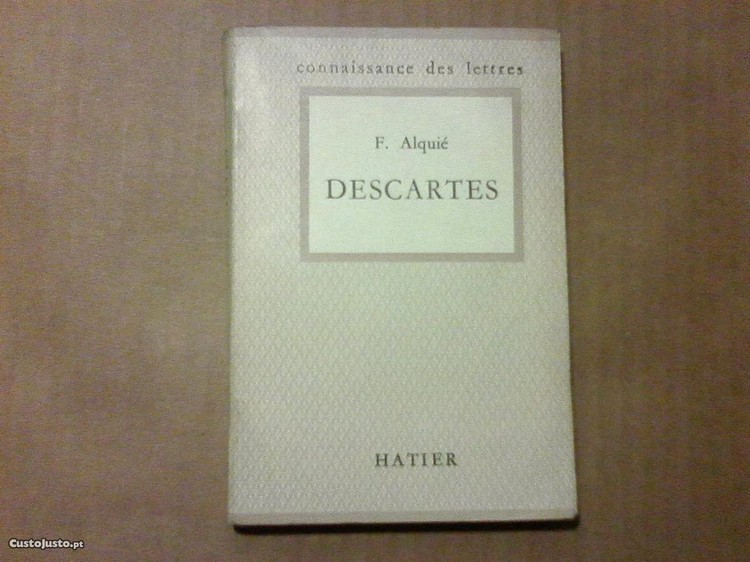 connaissance des lettres
F. Alquié
DESCARTES
HATIER
CustoJusto.pt